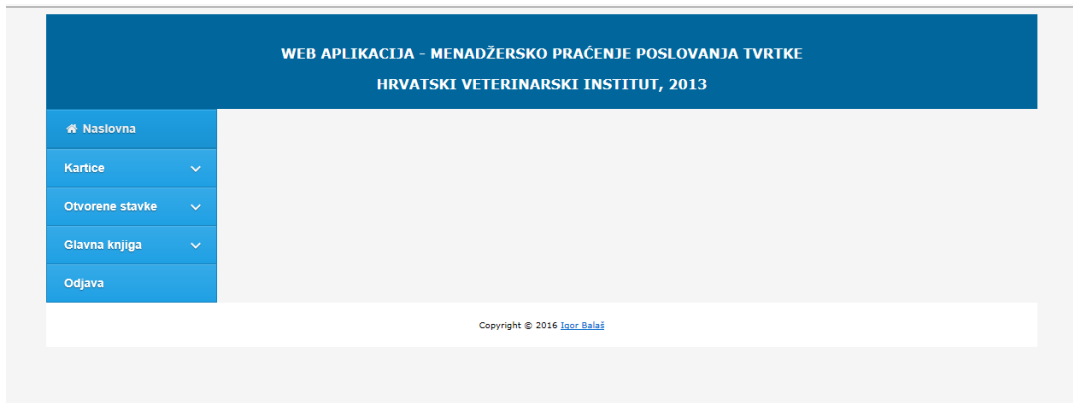 WEB APLIKACIJA - MENADŽERSKO PRAĆENJE POSLOVANJA TVRTKE
HRVATSKI VETERINARSKI INSTITUT, 2013
Naslovna
Kartice
Otvorene stavke
Glavna knjiga
Odjava
Copyright © 2016 Igor Balaš